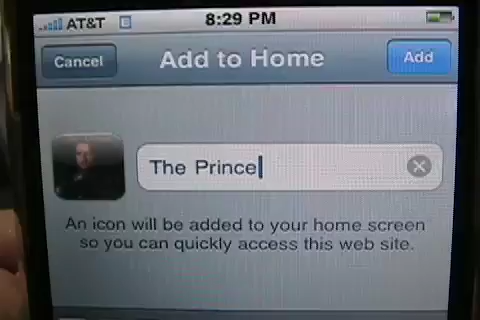 AT&T 8:29 PM
Cancel Add to Home Add
The Prince
An icon will be added to your home screen
so you can quickly access this web site.